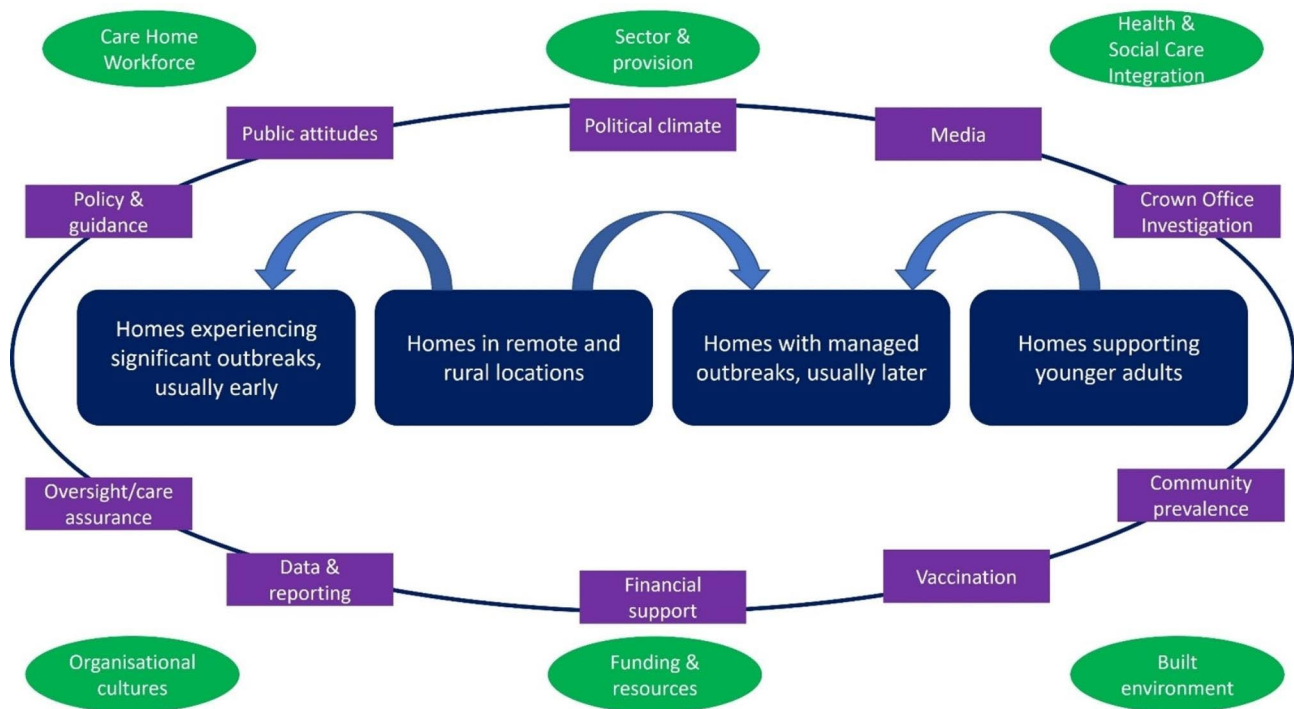 Care Home
Workforce
Sector &
provision
Health &
Social Care
Integration
Public attitudes
Political climate
Media
Policy &
guidance
Crown Office
Investigation
Homes experiencing
significant outbreaks,
usually early
Homes in remote and
rural locations
Homes with managed
outbreaks, usually later
Homes supporting
younger adults
Oversight/care
assurance
Community
prevalence
Data &
reporting
Financial
support
Vaccination
Organisational
cultures
Funding &
resources
Built
environment